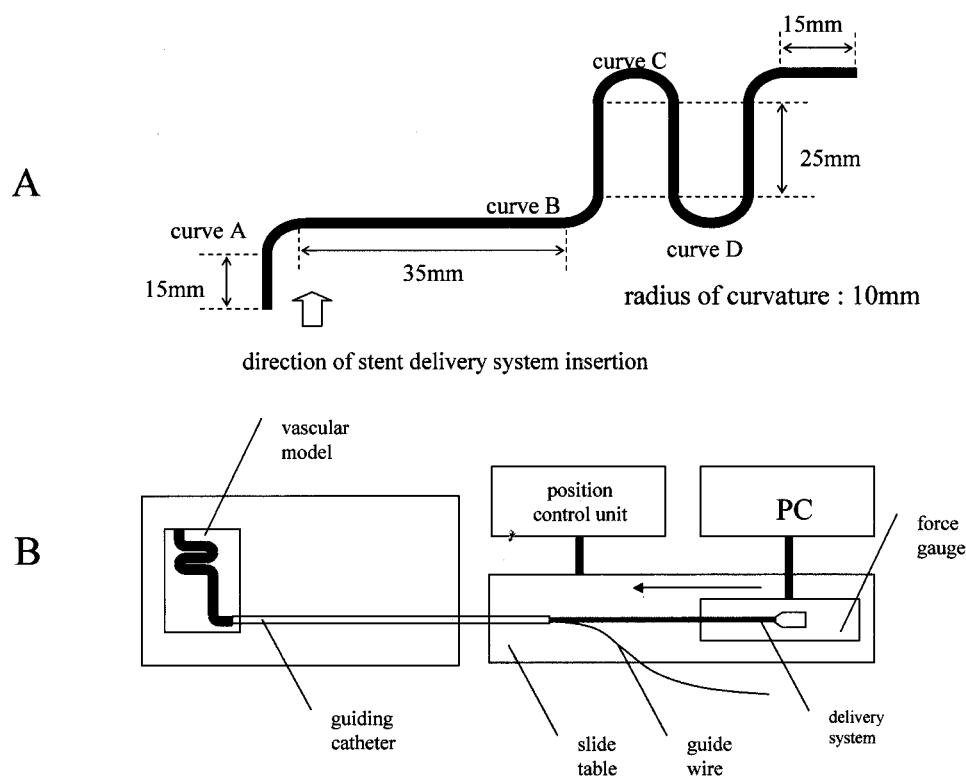 A
15mm
curve C
25mm
curve B
curve A
curve D
15mm
35mm
radius of curvature : 10mm
direction of stent delivery system insertion
B
vascular
model
position
control unit
PC
force
gauge
guiding
catheter
slide
table
guide
wire
delivery
system